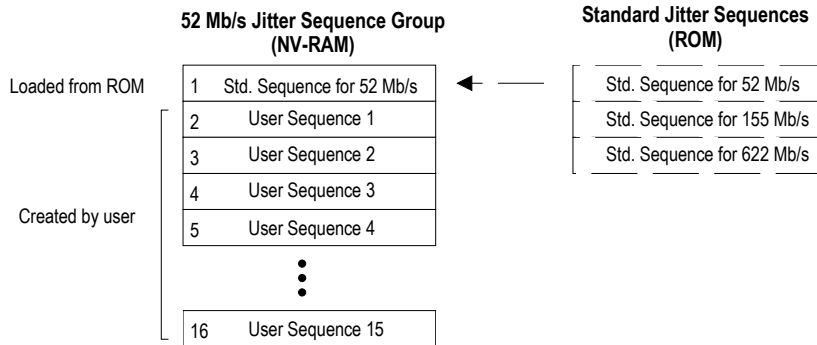 52 Mb/s Jitter Sequence Group
(NV-RAM)
Standard Jitter Sequences
(ROM)
Loaded from ROM
1 Std. Sequence for 52 Mb/s
2 User Sequence 1
3 User Sequence 2
4 User Sequence 3
5 User Sequence 4
16 User Sequence 15
Created by user
Std. Sequence for 52 Mb/s
Std. Sequence for 155 Mb/s
Std. Sequence for 622 Mb/s